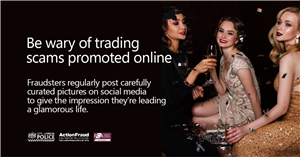 Be wary of trading
scams promoted online
Fraudsters regularly post carefully
curated pictures on social media
to give the impression they're leading
a glamorous life.
POLICE
ActionFraud